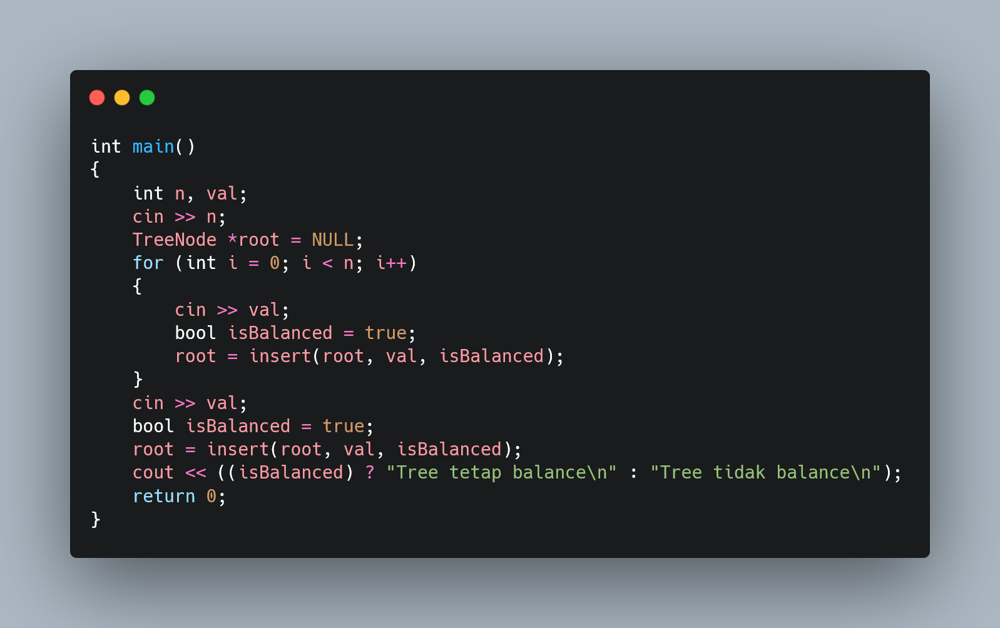 int main()
{
    int n, val;
    cin >> n;
    TreeNode *root = NULL;
    for (int i = 0; i < n; i++)
    {
        cin >> val;
        bool isBalanced = true;
        root = insert(root, val, isBalanced);
    }
    cin >> val;
    bool isBalanced = true;
    root = insert(root, val, isBalanced);
    cout << ((isBalanced) ? "Tree tetap balance\n" : "Tree tidak balance\n");
    return 0;
}